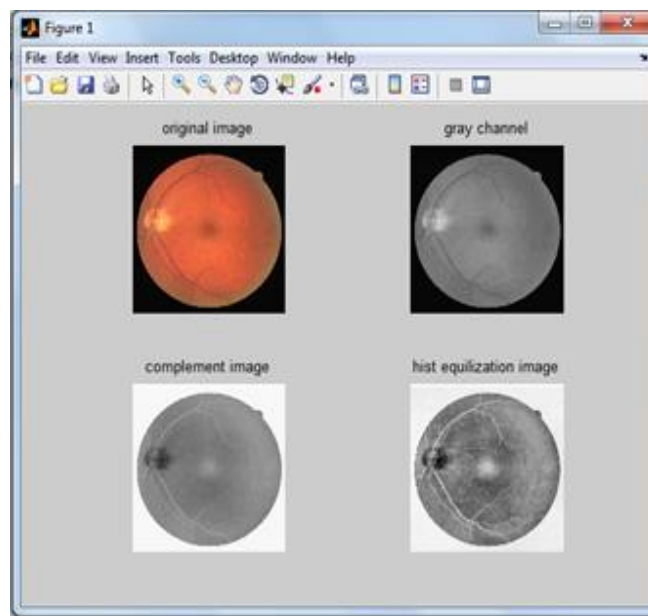 Figure 1
File Edit View Insert Tools Desktop Window Help
original image
gray channel
complement image
hist equilization image